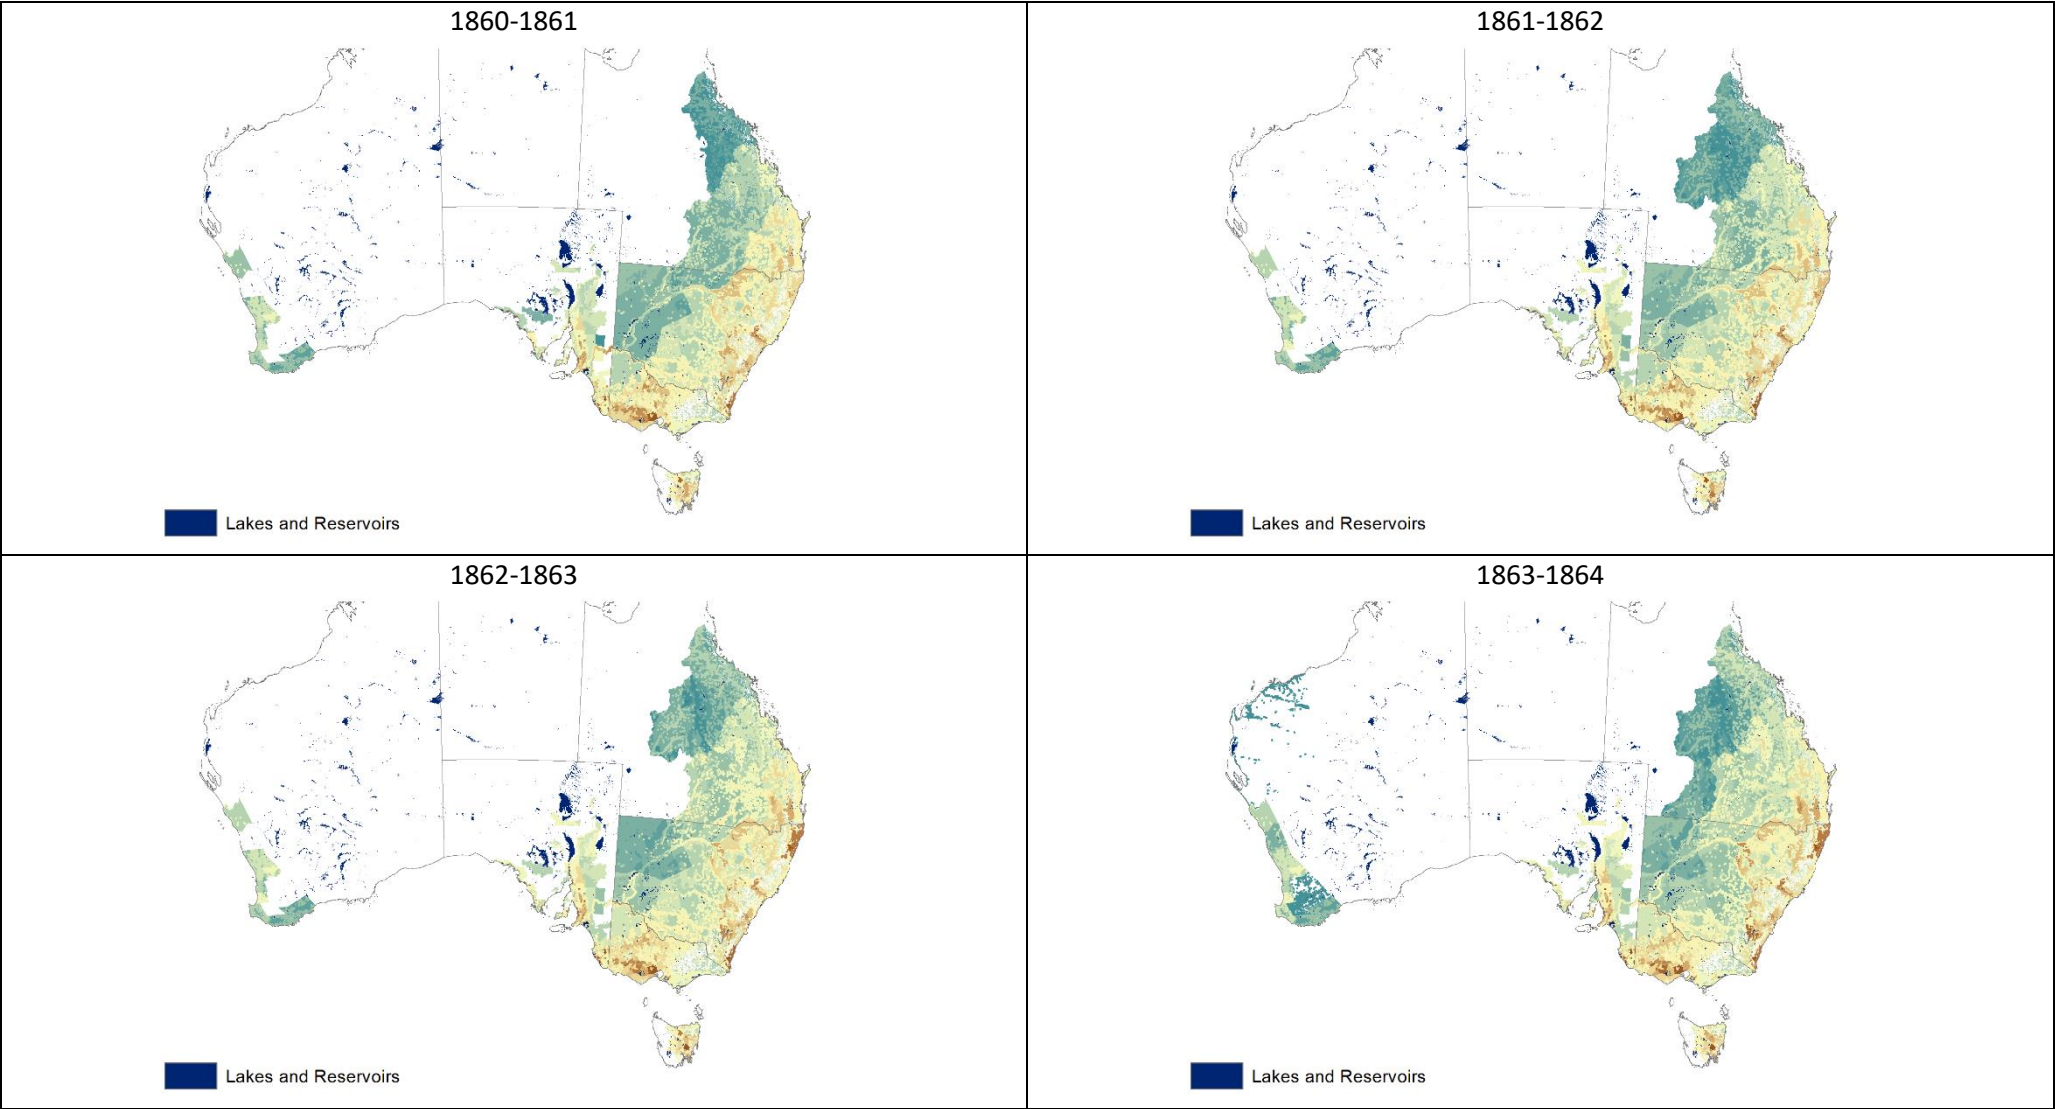 1860-1861
1861-1862
Lakes and Reservoirs
Lakes and Reservoirs
1862-1863
1863-1864
Lakes and Reservoirs
Lakes and Reservoirs